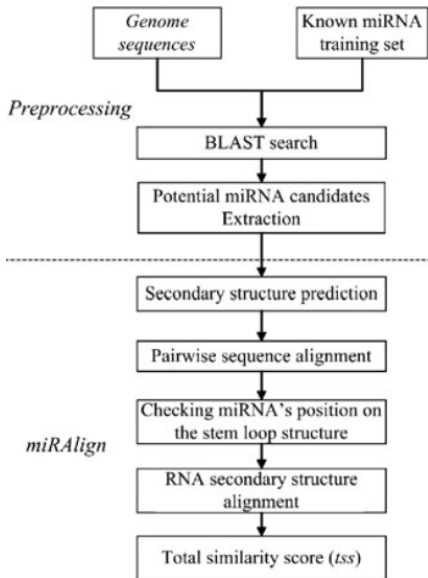 Genome
sequences
Known miRNA
training set
Preprocessing
BLAST search
Potential miRNA candidates
Extraction
Secondary structure prediction
Pairwise sequence alignment
Checking miRNA's position on
the stem loop structure
miRAlign
RNA secondary structure
alignment
Total similarity score (tss)